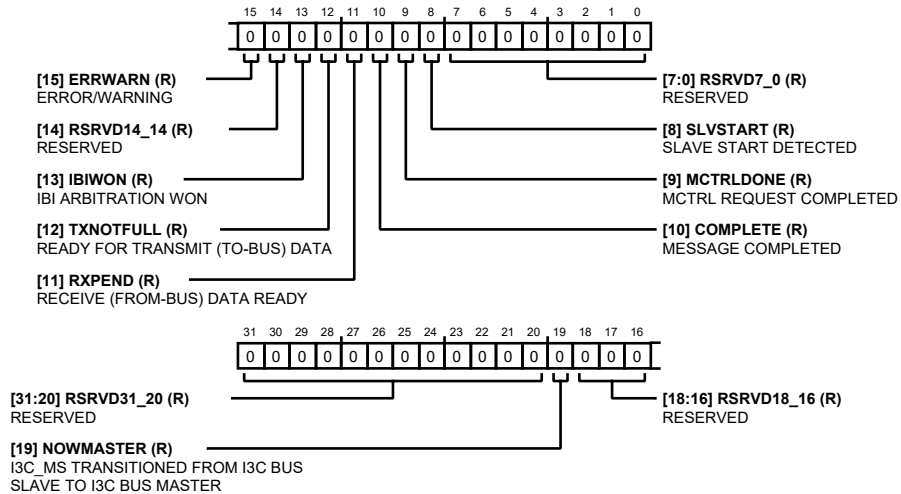 15 14 13 12 11 10 9 8 7 6 5 4 3 2 1 0
0 0 0 0 0 0 0 0 0 0 0 0 0 0 0 0
[15] ERRWARN (R)
ERROR/WARNING
[14] RSRVD14_14 (R)
RESERVED
[13] IBIWON (R)
IBI ARBITRATION WON
[12] TXNOTFULL (R)
READY FOR TRANSMIT (TO-BUS) DATA
[11] RXPEND (R)
RECEIVE (FROM-BUS) DATA READY
[7:0] RSRVD7_0 (R)
RESERVED
[8] SLVSTART (R)
SLAVE START DETECTED
[9] MCTRLDONE (R)
MCTRL REQUEST COMPLETED
[10] COMPLETE (R)
MESSAGE COMPLETED
31 30 29 28 27 26 25 24 23 22 21 20 19 18 17 16
0 0 0 0 0 0 0 0 0 0 0 0 0 0 0 0
[31:20] RSRVD31_20 (R)
RESERVED
[19] NOWMASTER (R)
I3C_MS TRANSITIONED FROM I3C BUS
SLAVE TO I3C BUS MASTER
[18:16] RSRVD18_16 (R)
RESERVED